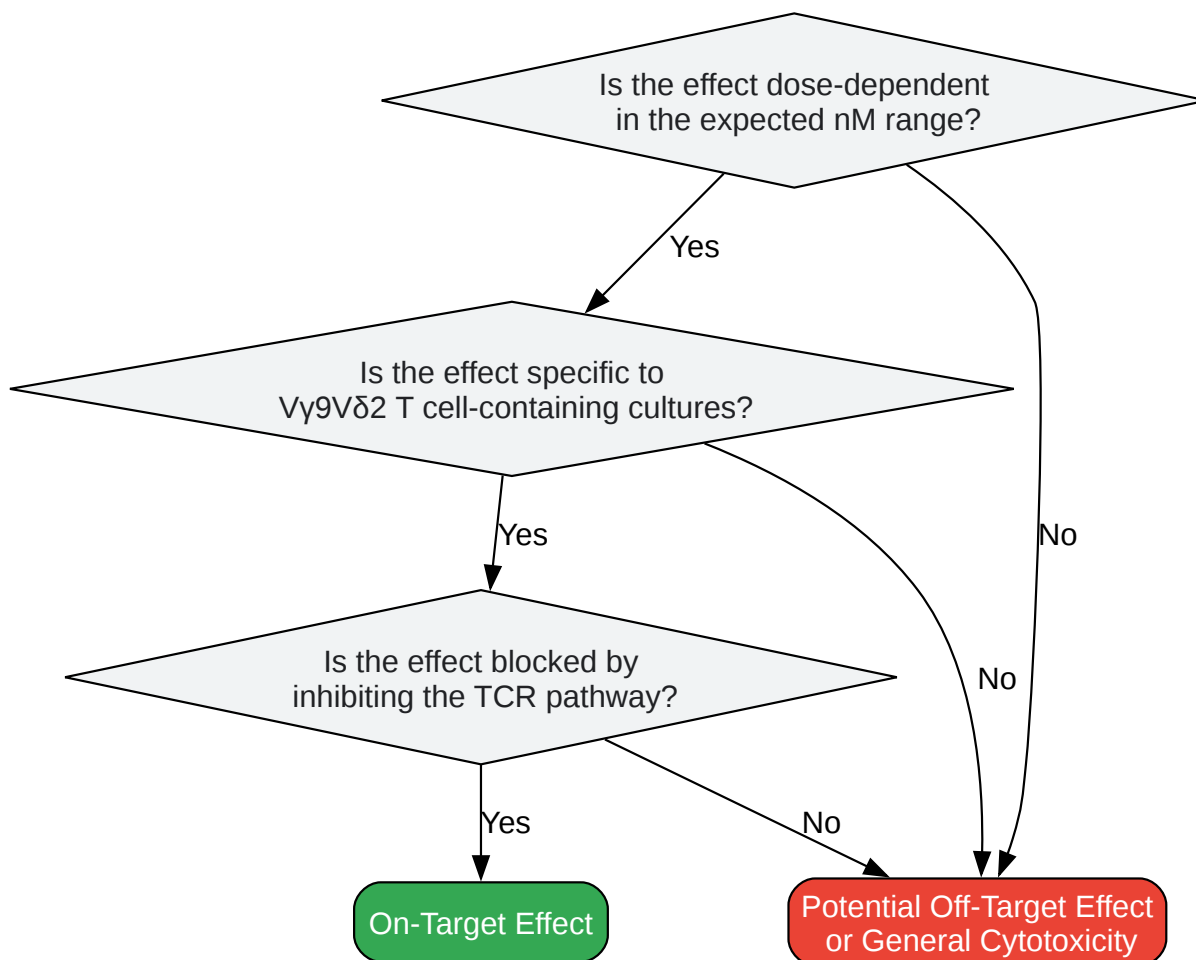 Is the effect dose-dependent
in the expected nM range?
Yes
Is the effect specific to
Vγ9Vδ2 T cell-containing cultures?
Yes
No
Is the effect blocked by
inhibiting the TCR pathway?
No
Yes
No
On-Target Effect
Potential Off-Target Effect
or General Cytotoxicity